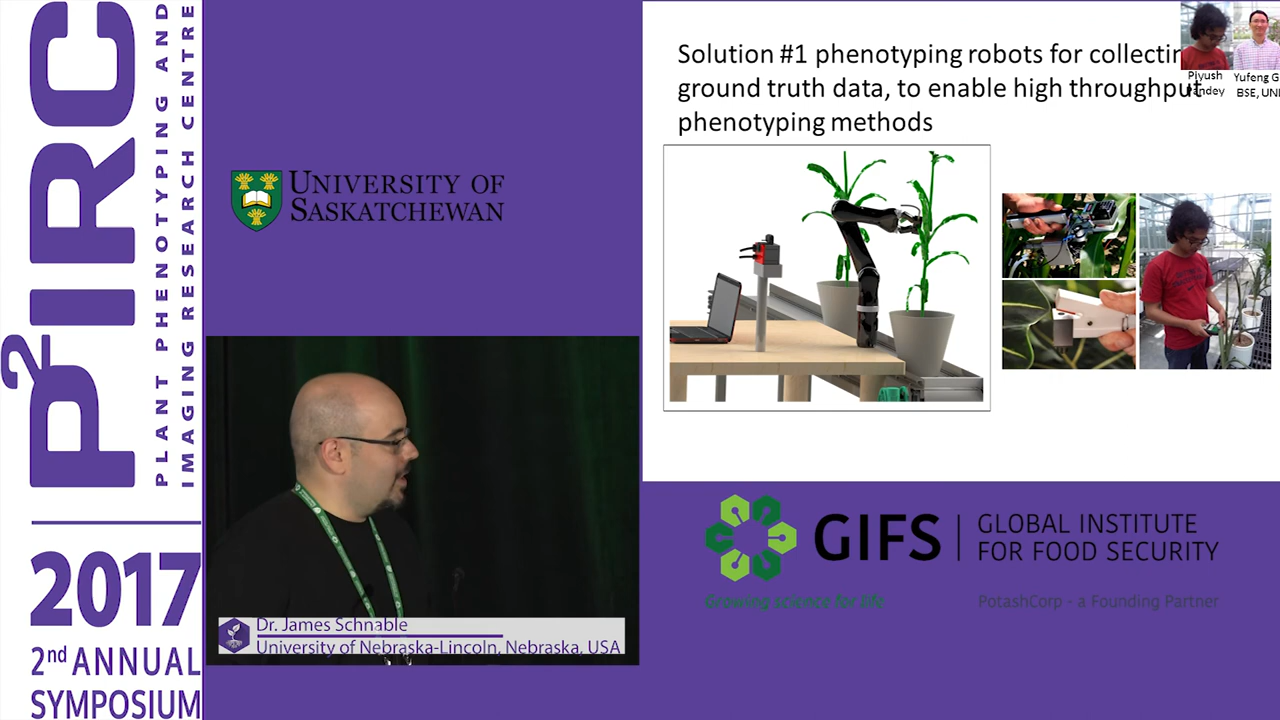 P2IRC
PLANT PHENOTYPING AND
IMAGING RESEARCH CENTRE
2017
2nd ANNUAL
SYMPOSIUM
UNIVERSITY OF
SASKATCHEWAN
Dr. James Schnable
University of Nebraska-Lincoln, Nebraska, USA
Solution #1 phenotyping robots for collectin
ground truth data, to enable high throughput
phenotyping methods
Piyush
Pandey
Yufeng G
BSE, UNL
GIFS
GLOBAL INSTITUTE
FOR FOOD SECURITY
Growing science for life
PotashCorp - a Founding Partner